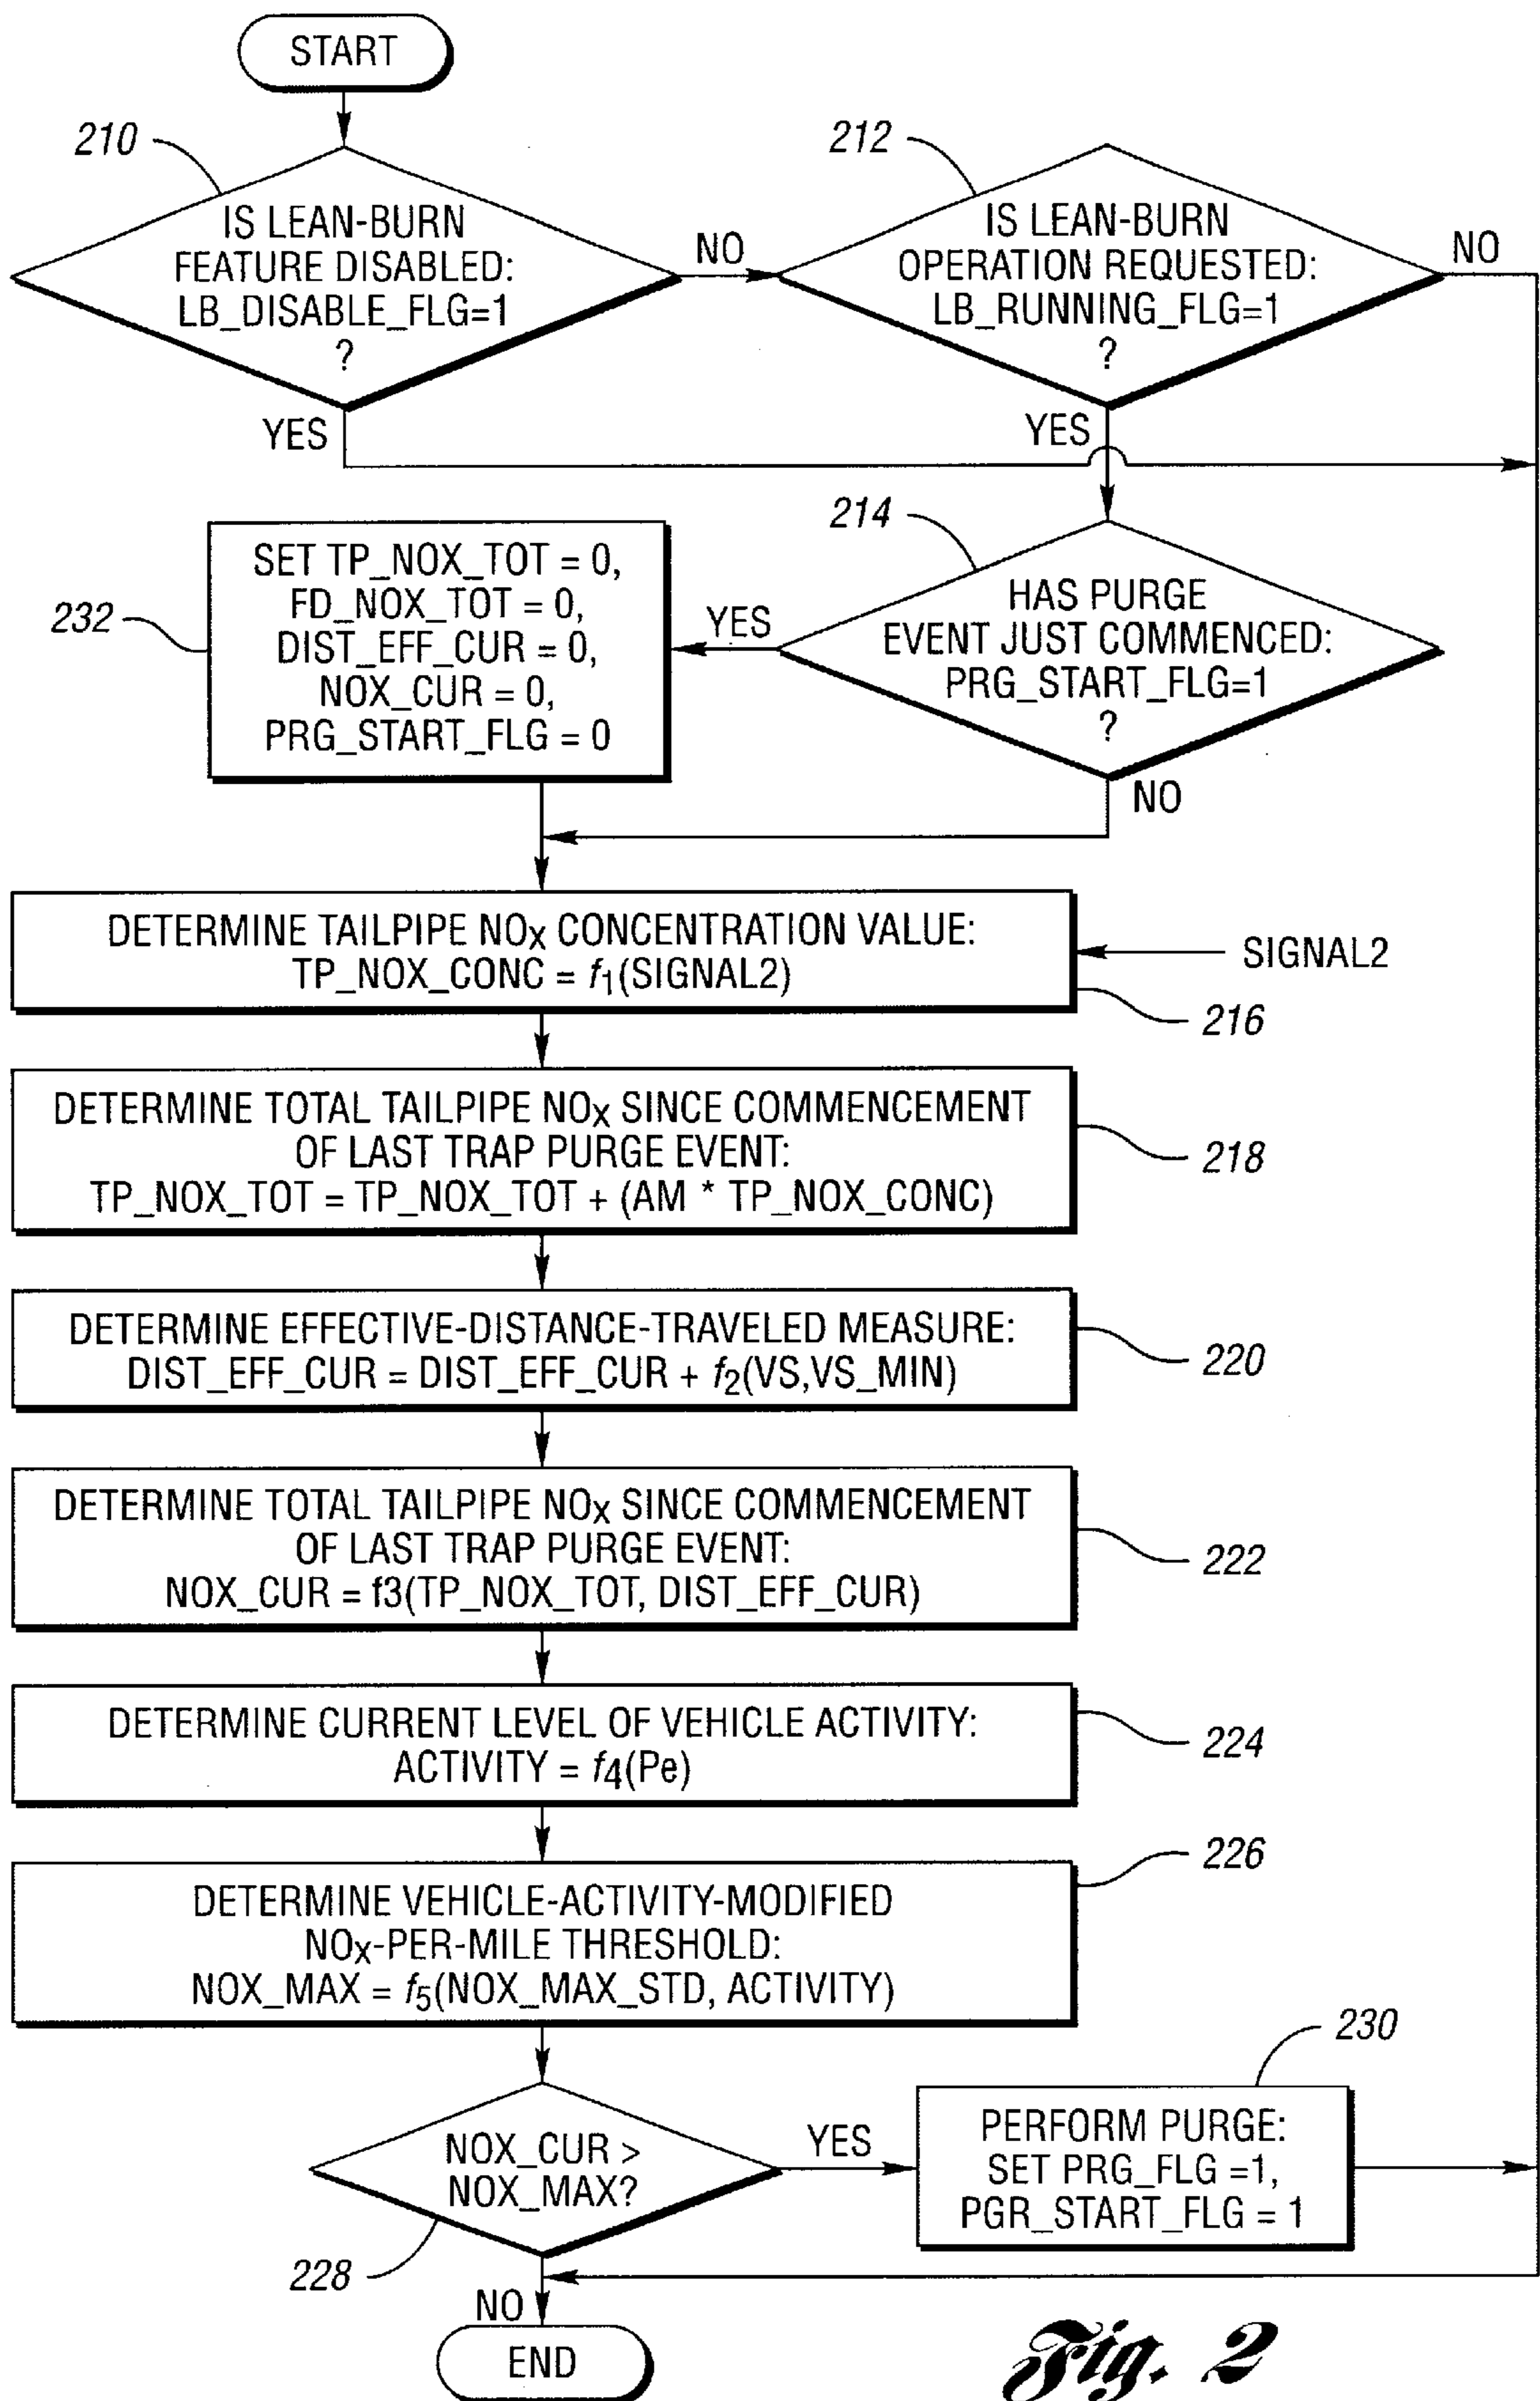 START
210
IS LEAN-BURN
FEATURE DISABLED:
LB_DISABLE_FLG=1
?
NO
YES
212
IS LEAN-BURN
OPERATION REQUESTED:
LB_RUNNING_FLG=1
?
NO
YES
214
HAS PURGE
EVENT JUST COMMENCED:
PRG_START_FLG=1
?
YES
NO
232
SET TP_NOX_TOT = 0,
FD_NOX_TOT = 0,
DIST_EFF_CUR = 0,
NOX_CUR = 0,
PRG_START_FLG = 0
DETERMINE TAILPIPE NOx CONCENTRATION VALUE:
TP_NOX_CONC = f1(SIGNAL2)
SIGNAL2
216
DETERMINE TOTAL TAILPIPE NOx SINCE COMMENCEMENT
OF LAST TRAP PURGE EVENT:
TP_NOX_TOT = TP_NOX_TOT + (AM * TP_NOX_CONC)
218
DETERMINE EFFECTIVE-DISTANCE-TRAVELED MEASURE:
DIST_EFF_CUR = DIST_EFF_CUR + f2(VS,VS_MIN)
220
DETERMINE TOTAL TAILPIPE NOx SINCE COMMENCEMENT
OF LAST TRAP PURGE EVENT:
NOX_CUR = f3(TP_NOX_TOT, DIST_EFF_CUR)
222
DETERMINE CURRENT LEVEL OF VEHICLE ACTIVITY:
ACTIVITY = f4(Pe)
224
DETERMINE VEHICLE-ACTIVITY-MODIFIED
NOx-PER-MILE THRESHOLD:
NOX_MAX = f5(NOX_MAX_STD, ACTIVITY)
226
NOX_CUR >
NOX_MAX?
228
YES
NO
230
PERFORM PURGE:
SET PRG_FLG =1,
PGR_START_FLG = 1
END
Fig. 2